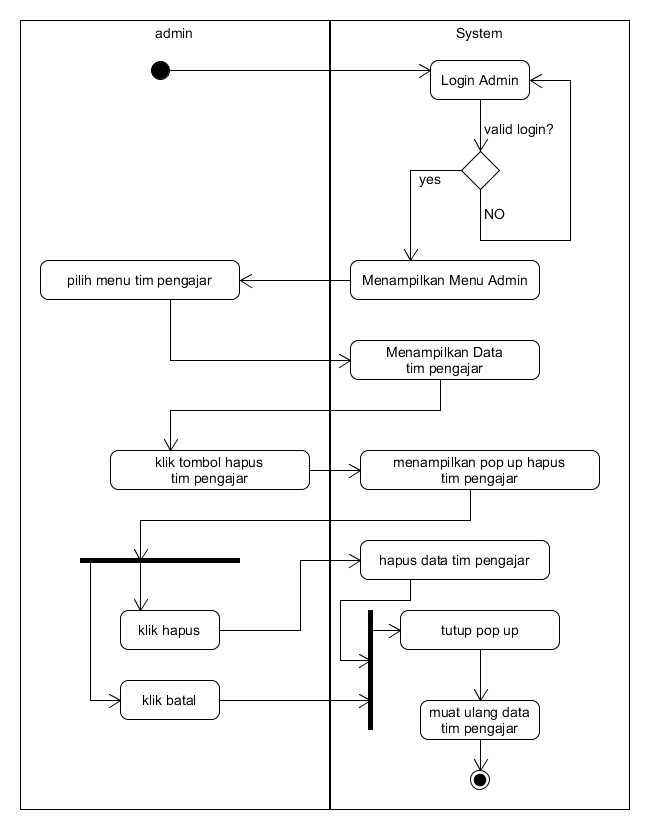 admin
System
Login Admin
valid login?
yes
NO
pilih menu tim pengajar
Menampilkan Menu Admin
Menampilkan Data
tim pengajar
klik tombol hapus
tim pengajar
menampilkan pop up hapus
tim pengajar
hapus data tim pengajar
klik hapus
tutup pop up
klik batal
muat ulang data
tim pengajar